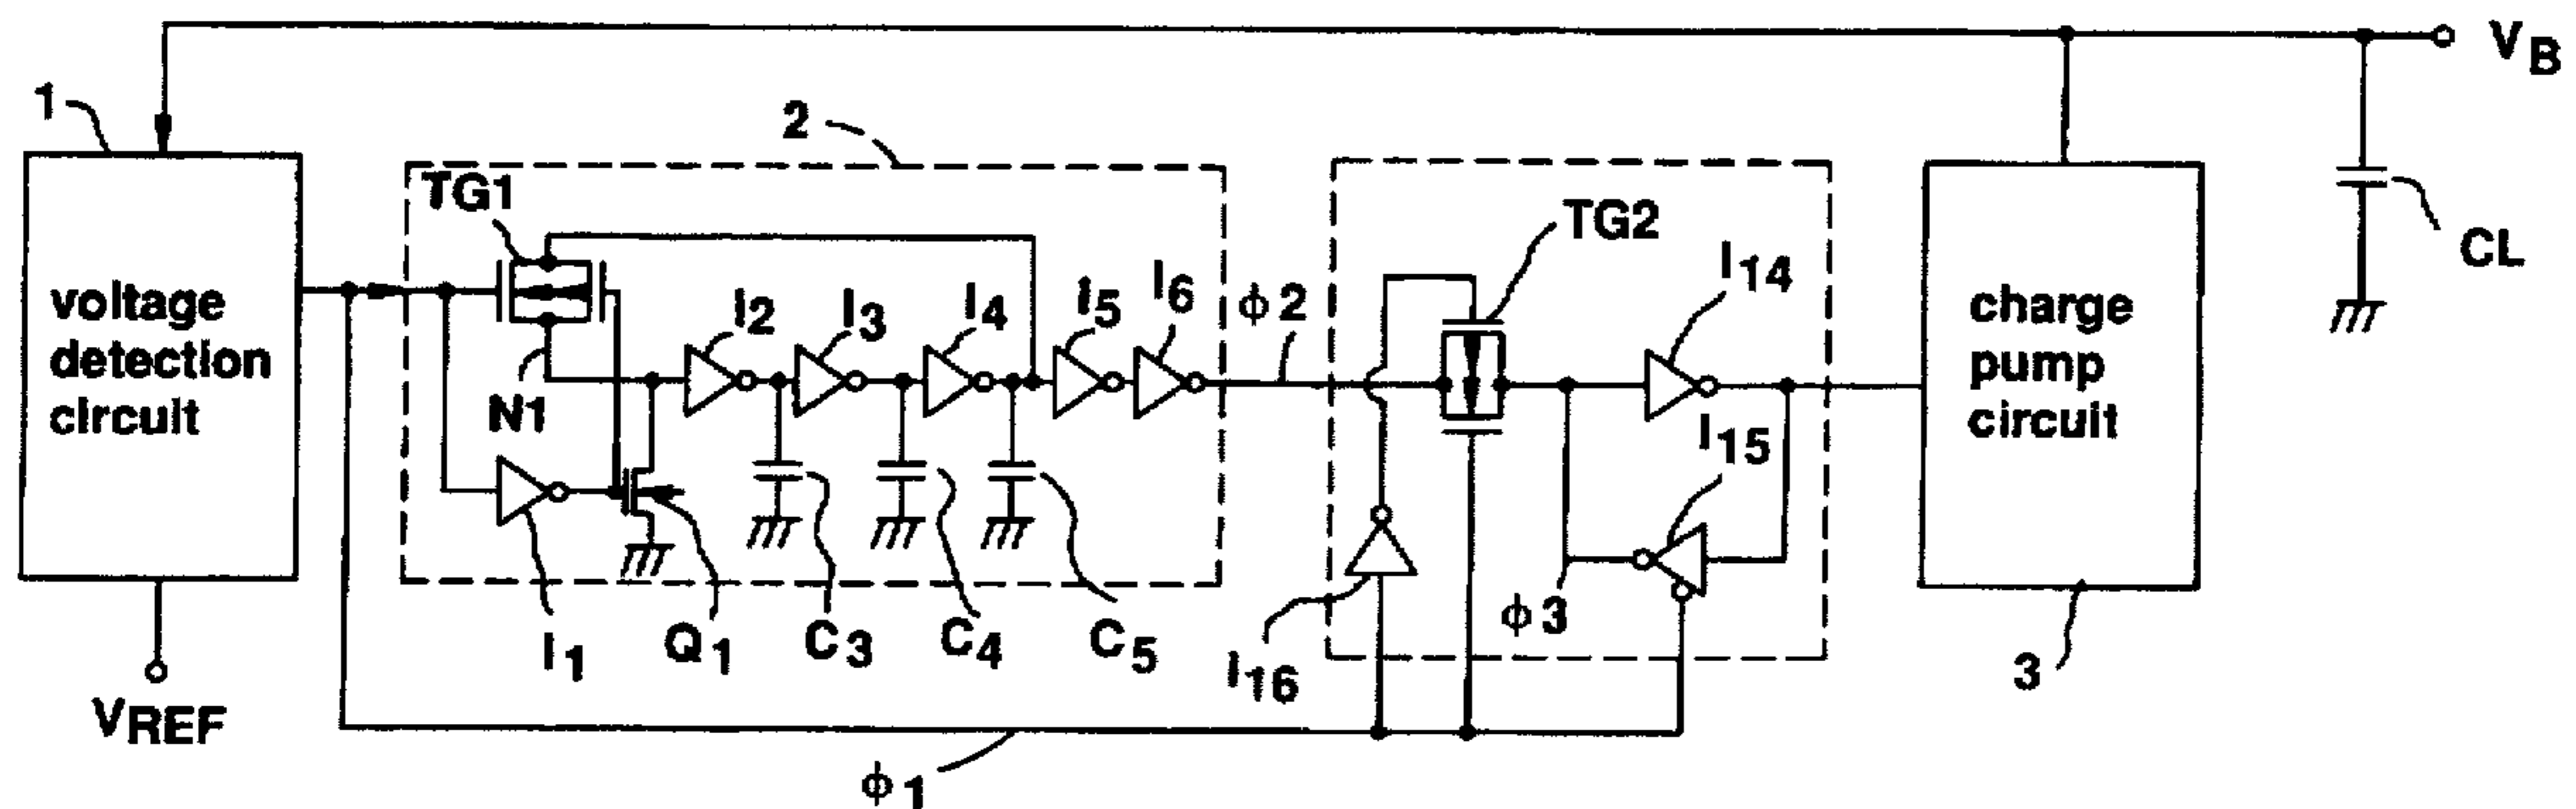 VB
1
2
TG1
TG2
CL
voltage
detection
circuit
I2
I3
I4
I5
I6
ϕ2
I14
charge
pump
circuit
N1
I15
I1
Q1
C3
C4
C5
I16
ϕ3
3
VREF
ϕ1